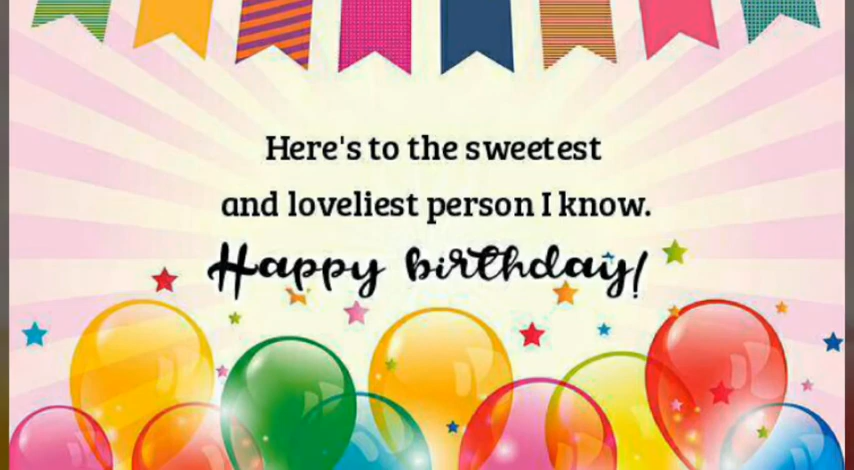 Here's to the sweetest
and loveliest person I know.
Happy birthday!